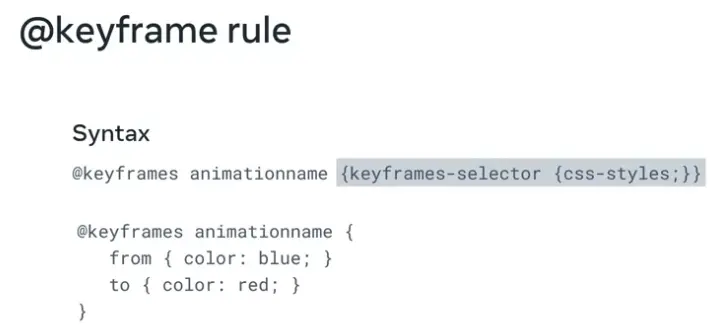 @keyframe rule
Syntax
@keyframes animationname {keyframes-selector {css-styles;}}
@keyframes animationname {
from { color: blue; }
to { color: red; }
}